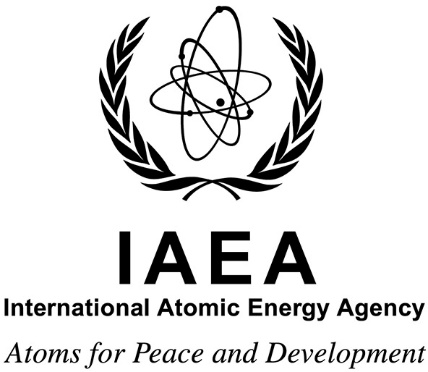 IAEA
International Atomic Energy Agency
Atoms for Peace and Development